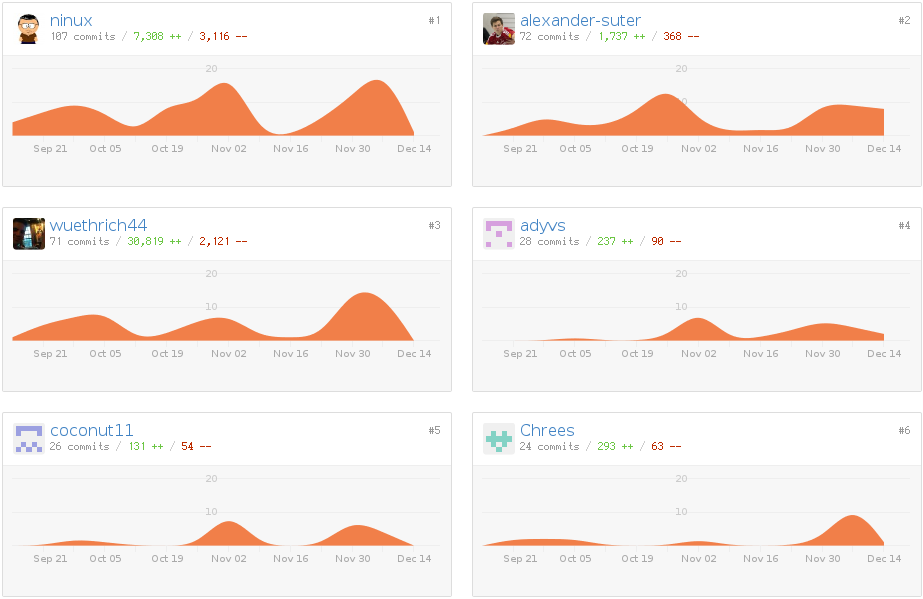 ninux #1
107 commits / 7,308 ++ / 3,116 --
20
Sep 21 Oct 05 Oct 19 Nov 02 Nov 16 Nov 30 Dec 14
alexander-suter #2
72 commits / 1,737 ++ / 368 --
20
Sep 21 Oct 05 Oct 19 Nov 02 Nov 16 Nov 30 Dec 14
wuethrich44 #3
71 commits / 30,819 ++ / 2,121 --
20
10
Sep 21 Oct 05 Oct 19 Nov 02 Nov 16 Nov 30 Dec 14
adyvs #4
28 commits / 237 ++ / 90 --
20
10
Sep 21 Oct 05 Oct 19 Nov 02 Nov 16 Nov 30 Dec 14
coconut11 #5
26 commits / 131 ++ / 54 --
20
10
Sep 21 Oct 05 Oct 19 Nov 02 Nov 16 Nov 30 Dec 14
Chrees #6
24 commits / 293 ++ / 63 --
20
10
Sep 21 Oct 05 Oct 19 Nov 02 Nov 16 Nov 30 Dec 14